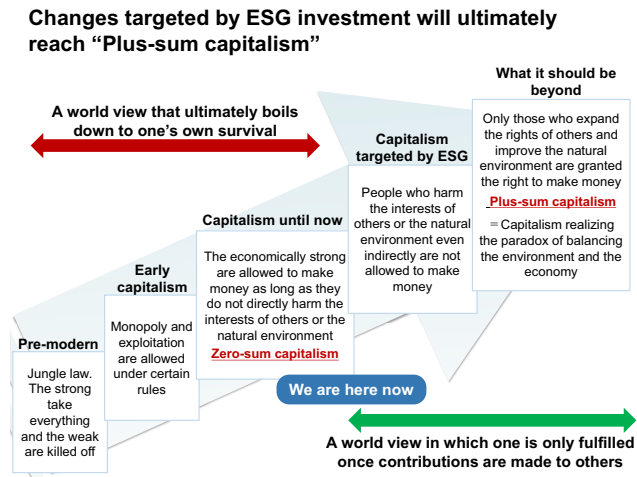 Changes targeted by ESG investment will ultimately
reach “Plus-sum capitalism”
A world view that ultimately boils
down to one’s own survival
Pre-modern
Jungle law.
The strong
take
everything
and the weak
are killed off
Early
capitalism
Monopoly and
exploitation
are allowed
under certain
rules
Capitalism until now
The economically strong
are allowed to make
money as long as they
do not directly harm the
interests of others or the
natural environment
Zero-sum capitalism
We are here now
Capitalism
targeted by ESG
People who harm
the interests of
others or the natural
environment even
indirectly are not
allowed to make
money
What it should be
beyond
Only those who expand
the rights of others and
improve the natural
environment are granted
the right to make money
Plus-sum capitalism
= Capitalism realizing
the paradox of balancing
the environment and the
economy
A world view in which one is only fulfilled
once contributions are made to others